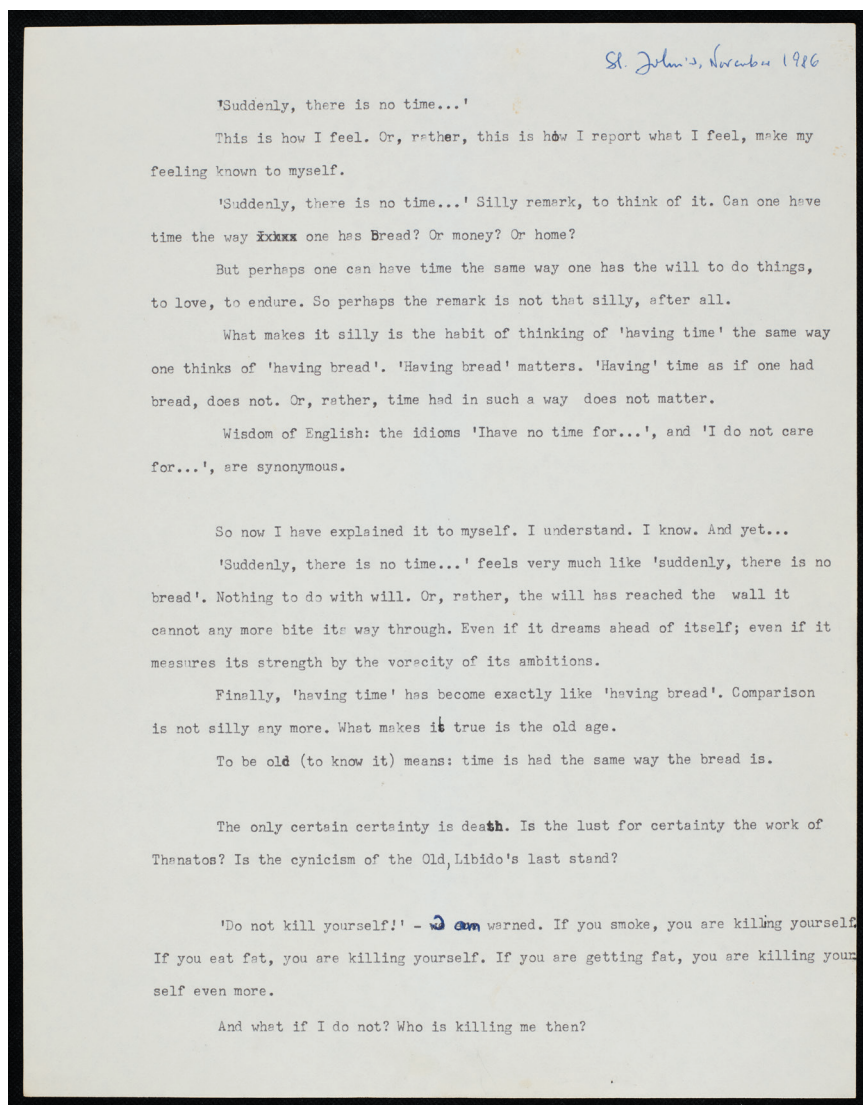 St. John's, November 1986
'Suddenly, there is no time...'
This is how I feel. Or, rather, this is how I report what I feel, make my
feeling known to myself.
'Suddenly, there is no time...' Silly remark, to think of it. Can one have
time the way one has Bread? Or money? Or home?
But perhaps one can have time the same way one has the will to do things,
to love, to endure. So perhaps the remark is not that silly, after all.
What makes it silly is the habit of thinking of 'having time' the same way
one thinks of 'having bread'. 'Having bread' matters. 'Having' time as if one had
bread, does not. Or, rather, time had in such a way does not matter.
Wisdom of English: the idioms 'Ihave no time for...', and 'I do not care
for...', are synonymous.
So now I have explained it to myself. I understand. I know. And yet...
'Suddenly, there is no time...' feels very much like 'suddenly, there is no
bread'. Nothing to do with will. Or, rather, the will has reached the wall it
cannot any more bite its way through. Even if it dreams ahead of itself; even if it
measures its strength by the voracity of its ambitions.
Finally, 'having time' has become exactly like 'having bread'. Comparison
is not silly any more. What makes it true is the old age.
To be old (to know it) means: time is had the same way the bread is.
The only certain certainty is death. Is the lust for certainty the work of
Thanatos? Is the cynicism of the Old, Libido's last stand?
'Do not kill yourself!' - I am warned. If you smoke, you are killing yourself.
If you eat fat, you are killing yourself. If you are getting fat, you are killing your
self even more.
And what if I do not? Who is killing me then?